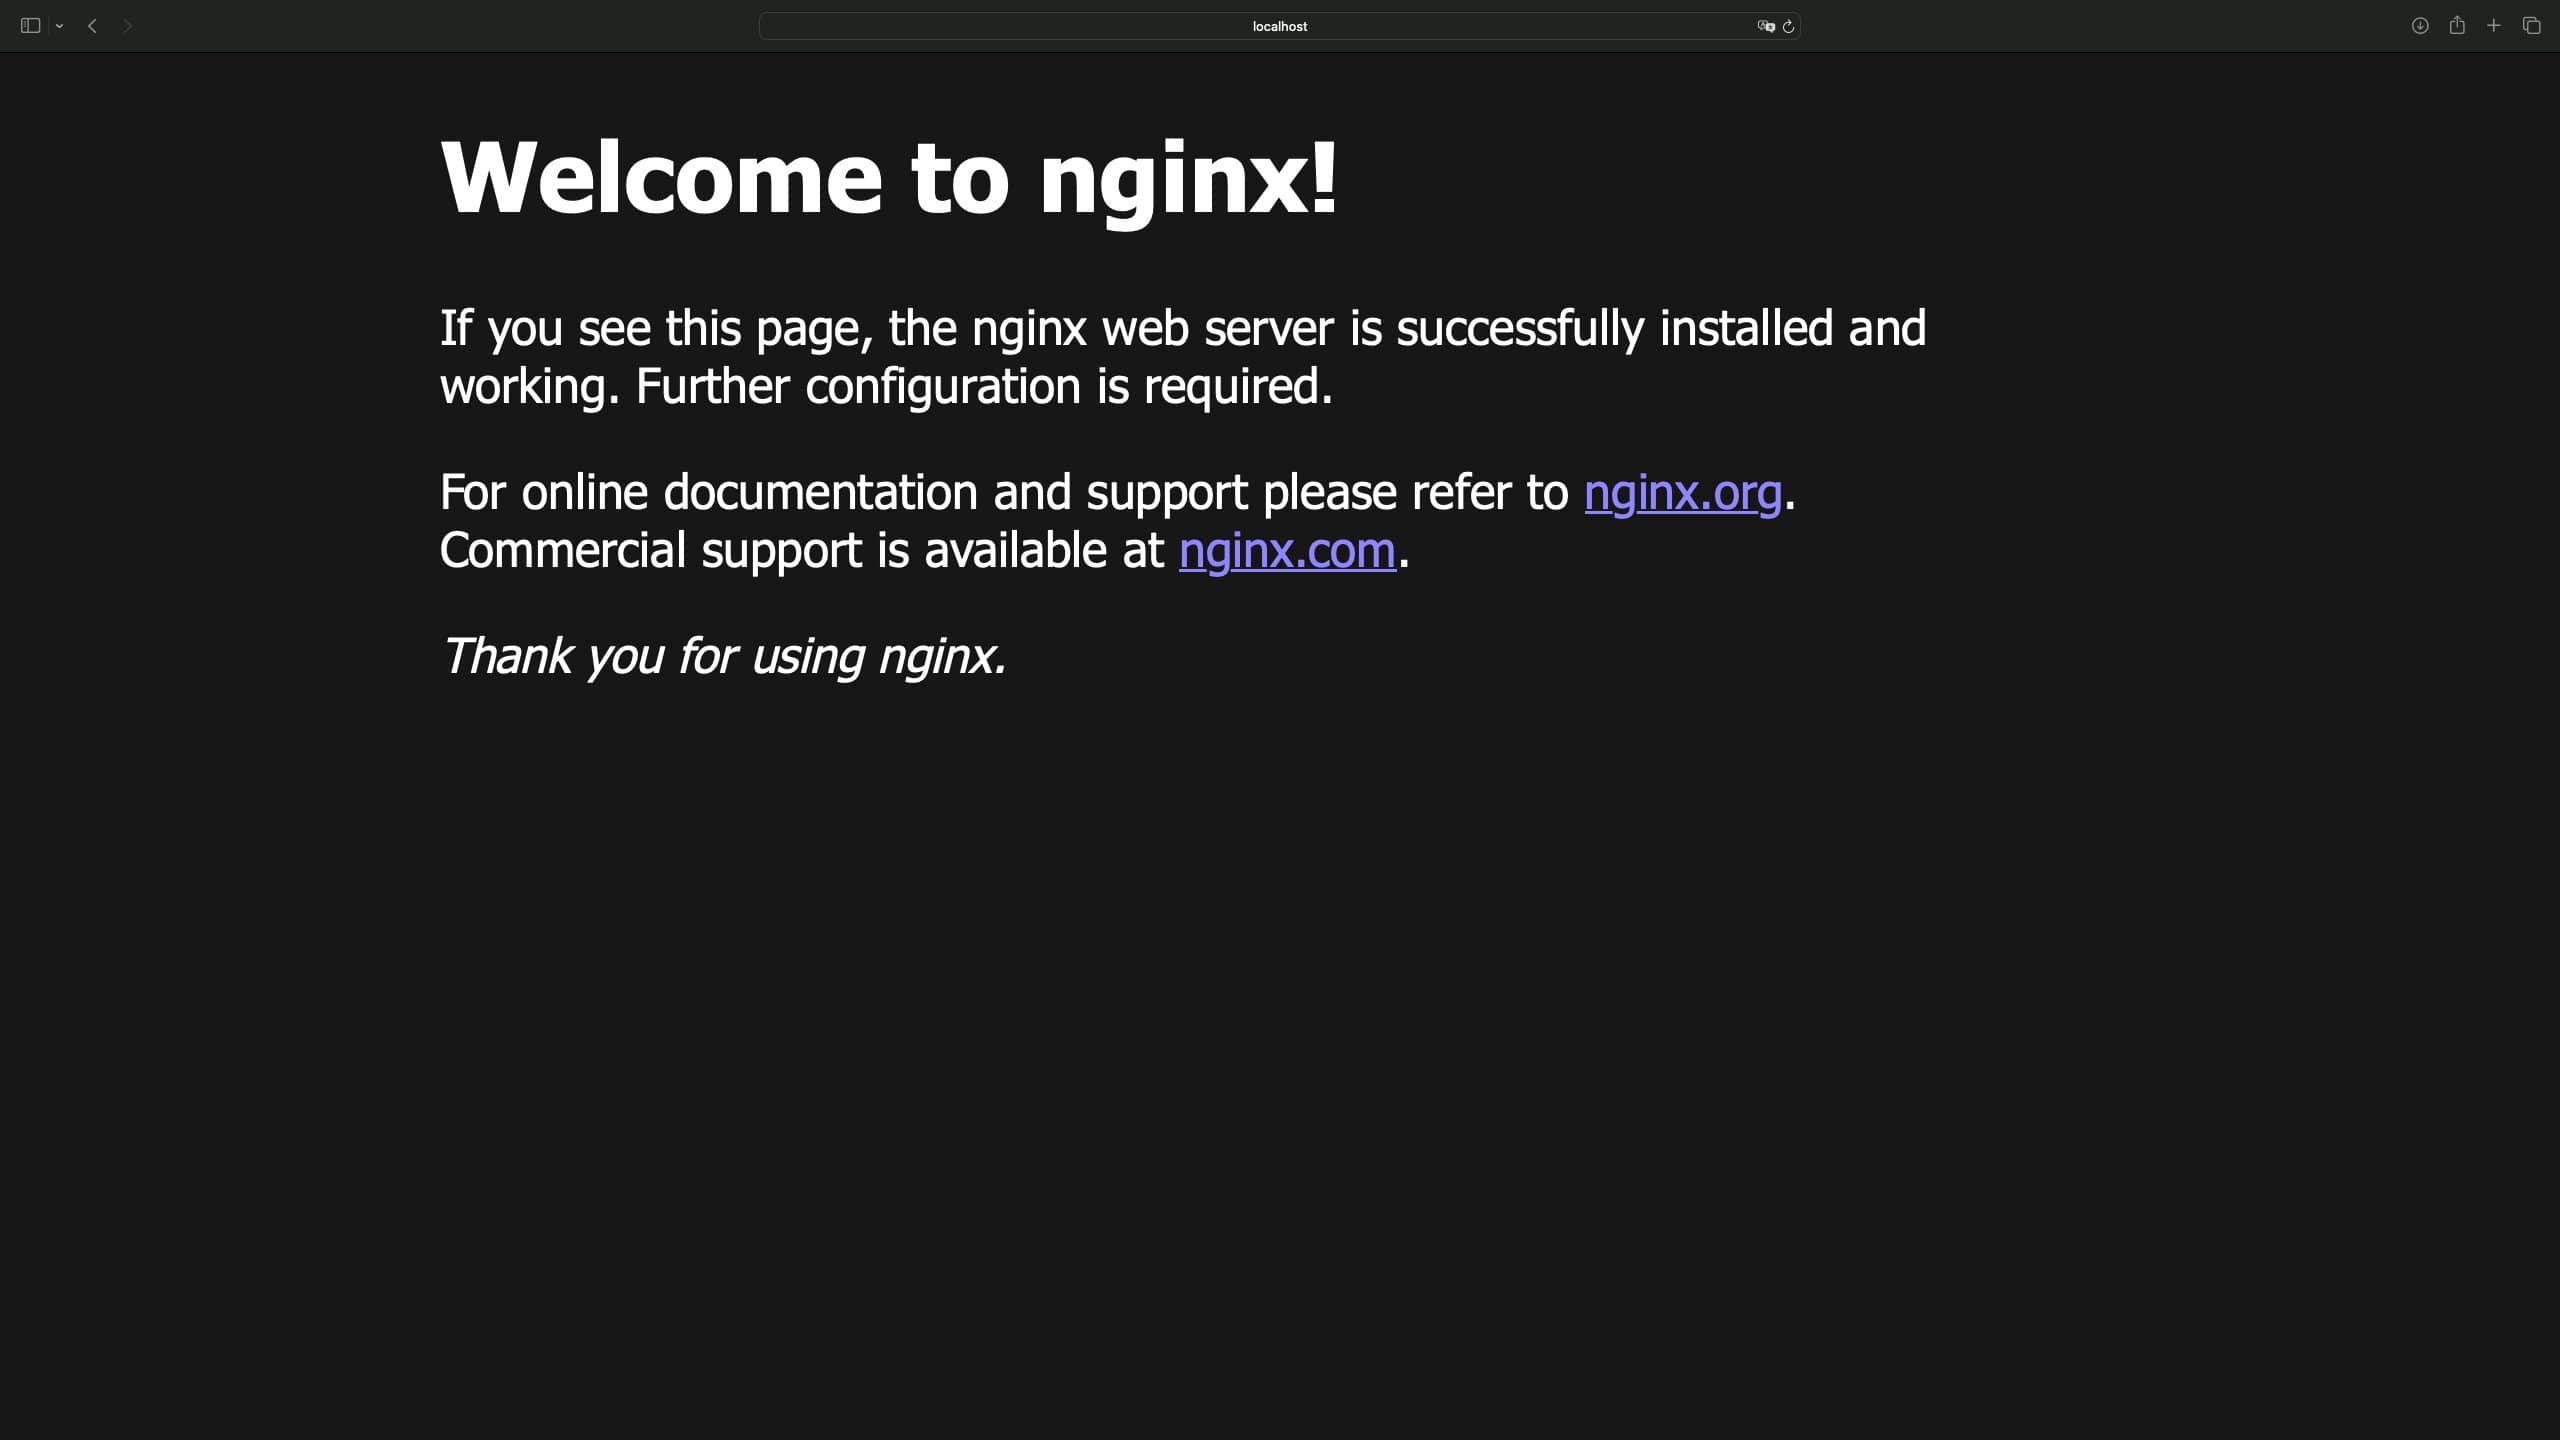 localhost
Welcome to nginx!
If you see this page, the nginx web server is successfully installed and
working. Further configuration is required.
For online documentation and support please refer to nginx.org.
Commercial support is available at nginx.com.
Thank you for using nginx.